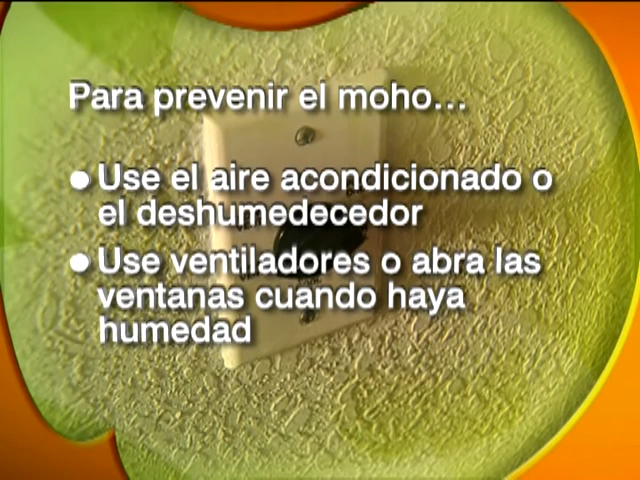 Para prevenir el moho...
● Use el aire acondicionado o
el deshumedecedor
● Use ventiladores o abra las
ventanas cuando haya
humedad